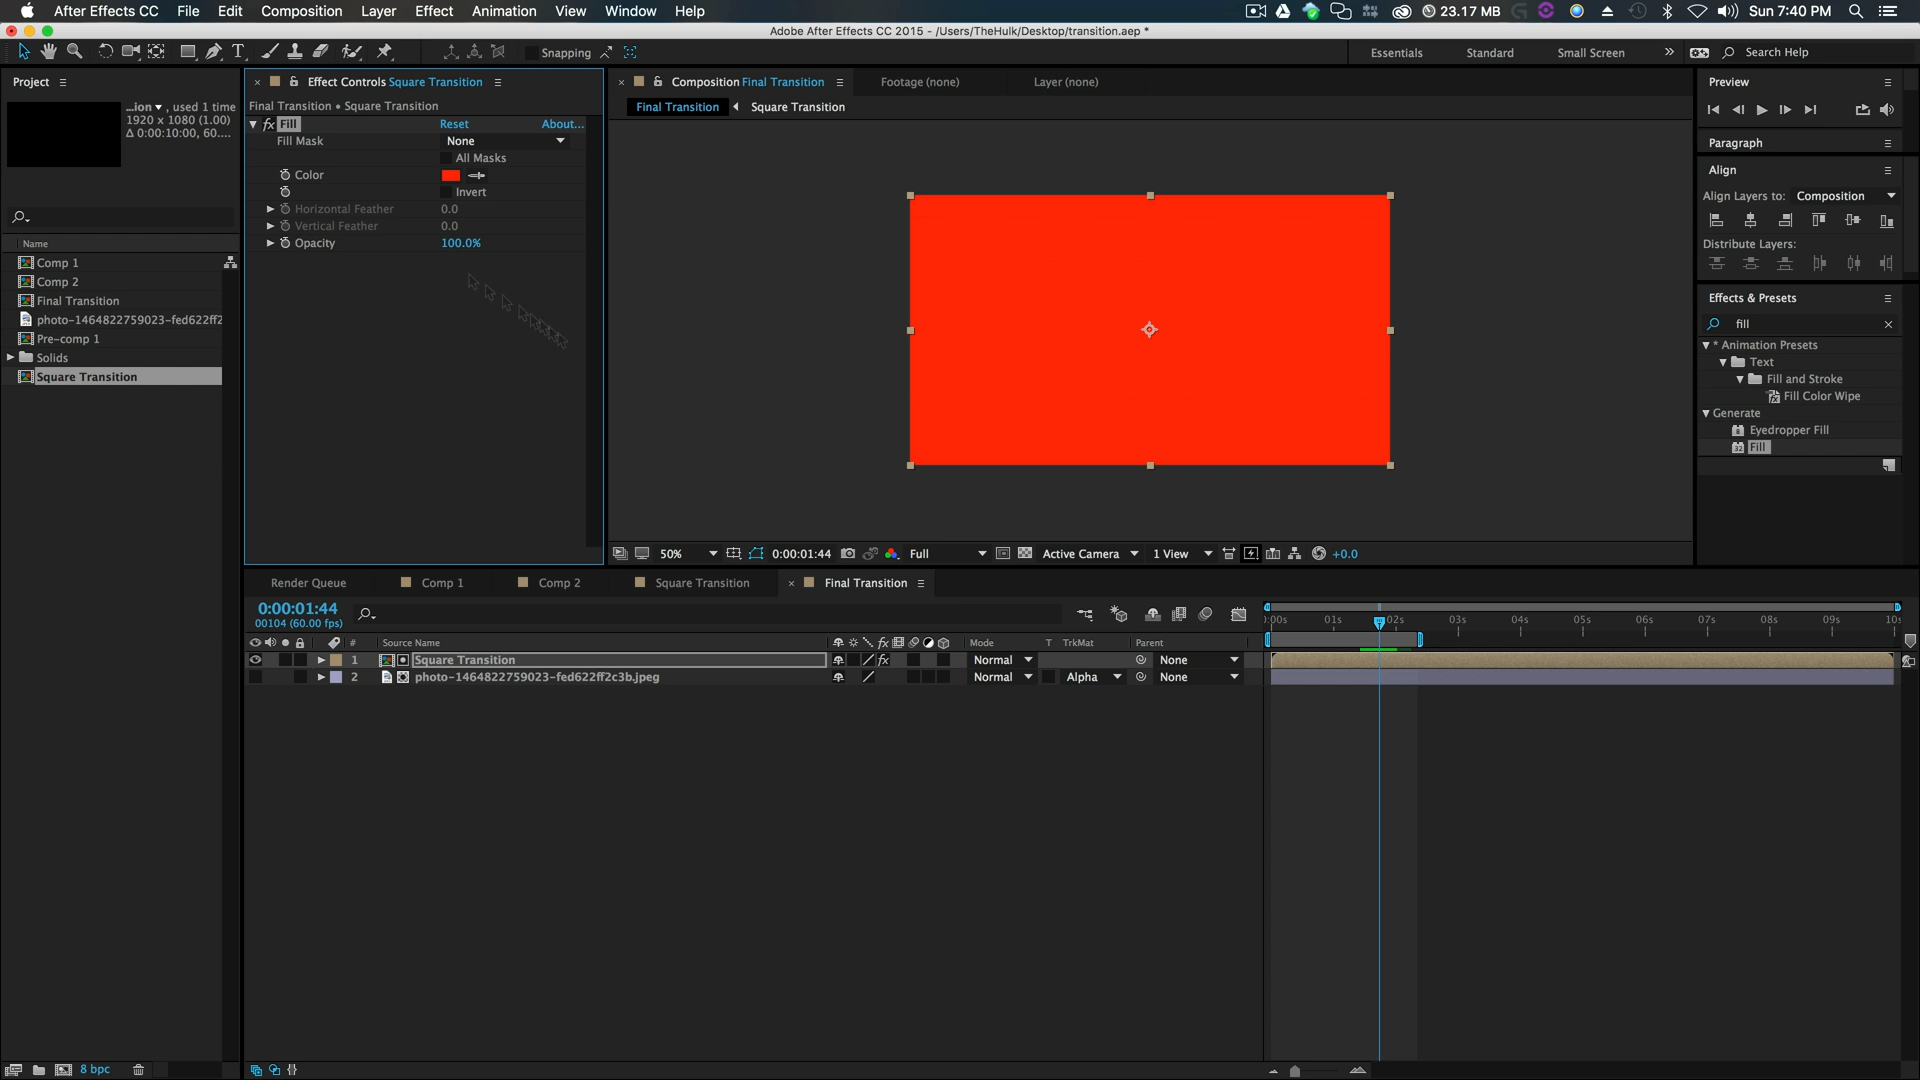 After Effects CC File Edit Composition Layer Effect Animation View Window Help 23.17 MB Sun 7:40 PM
Adobe After Effects CC 2015 - /Users/TheHulk/Desktop/transition.aep *
Snapping Essentials Standard Small Screen » Search Help
Project
...ion ▾ , used 1 time
1920 x 1080 (1.00)
Δ 0:00:10:00, 60....
Name
Comp 1
Comp 2
Final Transition
photo-1464822759023-fed622ff2
Pre-comp 1
Solids
Square Transition
8 bpc
Effect Controls Square Transition
Final Transition • Square Transition
fx Fill Reset About...
Fill Mask None
All Masks
Color
Invert
Horizontal Feather 0.0
Vertical Feather 0.0
Opacity 100.0%
Composition Final Transition Footage (none) Layer (none)
Final Transition Square Transition
50% 0:00:01:44 Full Active Camera 1 View +0.0
Preview
Paragraph
Align
Align Layers to: Composition
Distribute Layers:
Effects & Presets
fill
* Animation Presets
Text
Fill and Stroke
Fill Color Wipe
Generate
Eyedropper Fill
Fill
Render Queue Comp 1 Comp 2 Square Transition Final Transition
0:00:01:44
00104 (60.00 fps)
):00s 01s 02s 03s 04s 05s 06s 07s 08s 09s 10s
# Source Name fx Mode T TrkMat Parent
1 Square Transition fx Normal None
2 photo-1464822759023-fed622ff2c3b.jpeg Normal Alpha None